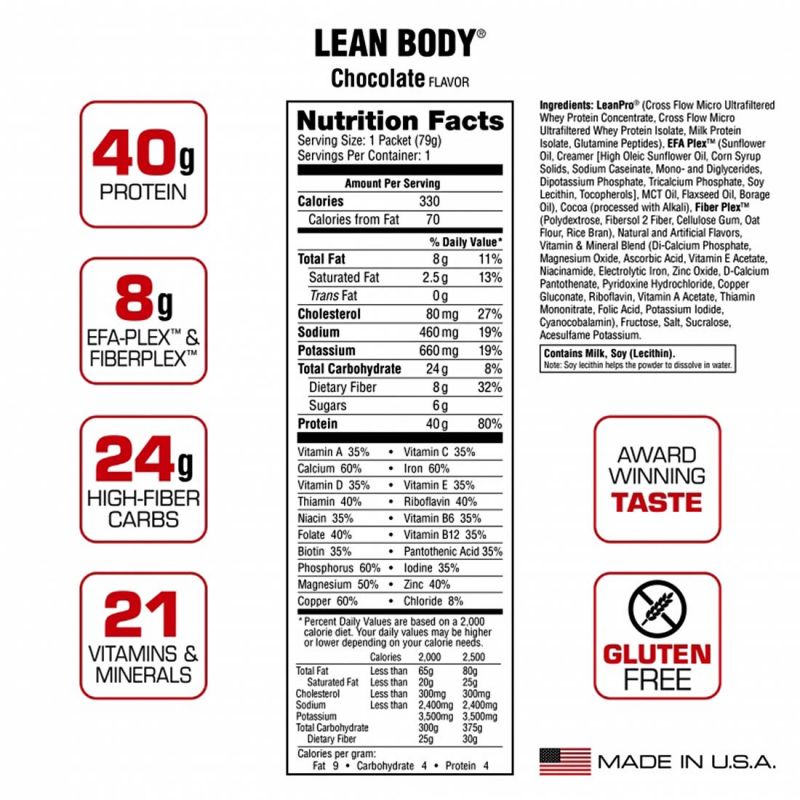 LEAN BODY®
Chocolate FLAVOR
40g
PROTEIN
8g
EFA-PLEX™ &
FIBERPLEX™
24g
HIGH-FIBER
CARBS
21
VITAMINS &
MINERALS
Nutrition Facts
Serving Size: 1 Packet (79g)
Servings Per Container: 1
Amount Per Serving
Calories 330
Calories from Fat 70
% Daily Value*
Total Fat 8g 11%
Saturated Fat 2.5g 13%
Trans Fat 0g
Cholesterol 80mg 27%
Sodium 460mg 19%
Potassium 660mg 19%
Total Carbohydrate 24g 8%
Dietary Fiber 8g 32%
Sugars 6g
Protein 40g 80%
Vitamin A 35% • Vitamin C 35%
Calcium 60% • Iron 60%
Vitamin D 35% • Vitamin E 35%
Thiamin 40% • Riboflavin 40%
Niacin 35% • Vitamin B6 35%
Folate 40% • Vitamin B12 35%
Biotin 35% • Pantothenic Acid 35%
Phosphorus 60% • Iodine 35%
Magnesium 50% • Zinc 40%
Copper 60% • Chloride 8%
* Percent Daily Values are based on a 2,000
calorie diet. Your daily values may be higher
or lower depending on your calorie needs.
Calories 2,000 2,500
Total Fat Less than 65g 80g
Saturated Fat Less than 20g 25g
Cholesterol Less than 300mg 300mg
Sodium Less than 2,400mg 2,400mg
Potassium 3,500mg 3,500mg
Total Carbohydrate 300g 375g
Dietary Fiber 25g 30g
Calories per gram:
Fat 9 • Carbohydrate 4 • Protein 4
Ingredients: LeanPro® (Cross Flow Micro Ultrafiltered
Whey Protein Concentrate, Cross Flow Micro
Ultrafiltered Whey Protein Isolate, Milk Protein
Isolate, Glutamine Peptides), EFA Plex™ (Sunflower
Oil, Creamer [High Oleic Sunflower Oil, Corn Syrup
Solids, Sodium Caseinate, Mono- and Diglycerides,
Dipotassium Phosphate, Tricalcium Phosphate, Soy
Lecithin, Tocopherols], MCT Oil, Flaxseed Oil, Borage
Oil), Cocoa (processed with Alkali), Fiber Plex™
(Polydextrose, Fibersol 2 Fiber, Cellulose Gum, Oat
Flour, Rice Bran), Natural and Artificial Flavors,
Vitamin & Mineral Blend (Di-Calcium Phosphate,
Magnesium Oxide, Ascorbic Acid, Vitamin E Acetate,
Niacinamide, Electrolytic Iron, Zinc Oxide, D-Calcium
Pantothenate, Pyridoxine Hydrochloride, Copper
Gluconate, Riboflavin, Vitamin A Acetate, Thiamin
Mononitrate, Folic Acid, Potassium Iodide,
Cyanocobalamin), Fructose, Salt, Sucralose,
Acesulfame Potassium.
Contains Milk, Soy (Lecithin).
Note: Soy lecithin helps the powder to dissolve in water.
AWARD
WINNING
TASTE
GLUTEN
FREE
MADE IN U.S.A.